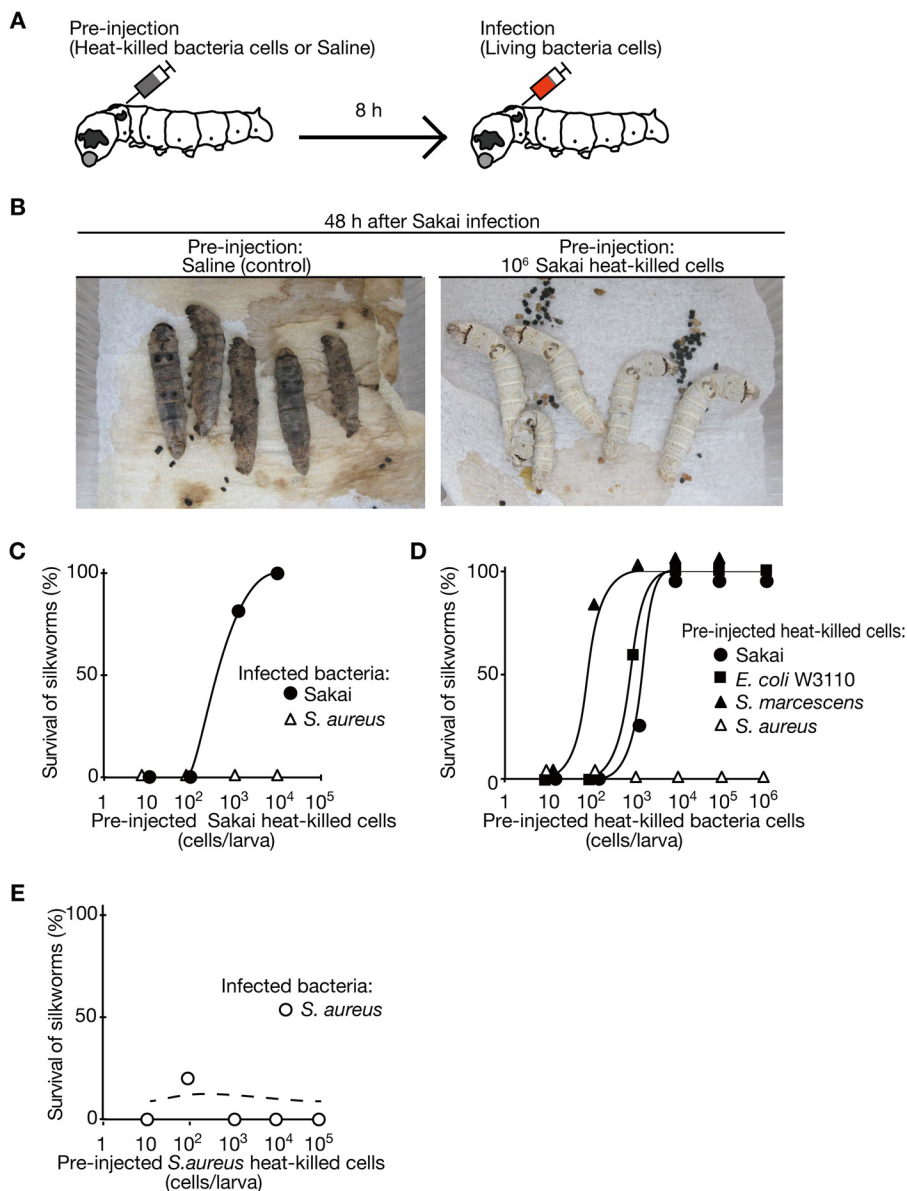 A
Pre-injection
(Heat-killed bacteria cells or Saline)
8 h
Infection
(Living bacteria cells)
B
48 h after Sakai infection
Pre-injection:
Saline (control)
Pre-injection:
10⁶ Sakai heat-killed cells
C
Survival of silkworms (%)
100
50
0
Infected bacteria:
Sakai
S. aureus
1 10 10² 10³ 10⁴ 10⁵
Pre-injected Sakai heat-killed cells
(cells/larva)
D
Survival of silkworms (%)
100
50
0
Pre-injected heat-killed cells:
Sakai
E. coli W3110
S. marcescens
S. aureus
1 10 10² 10³ 10⁴ 10⁵ 10⁶
Pre-injected heat-killed bacteria cells
(cells/larva)
E
Survival of silkworms (%)
100
50
0
Infected bacteria:
S. aureus
1 10 10² 10³ 10⁴ 10⁵
Pre-injected S.aureus heat-killed cells
(cells/larva)